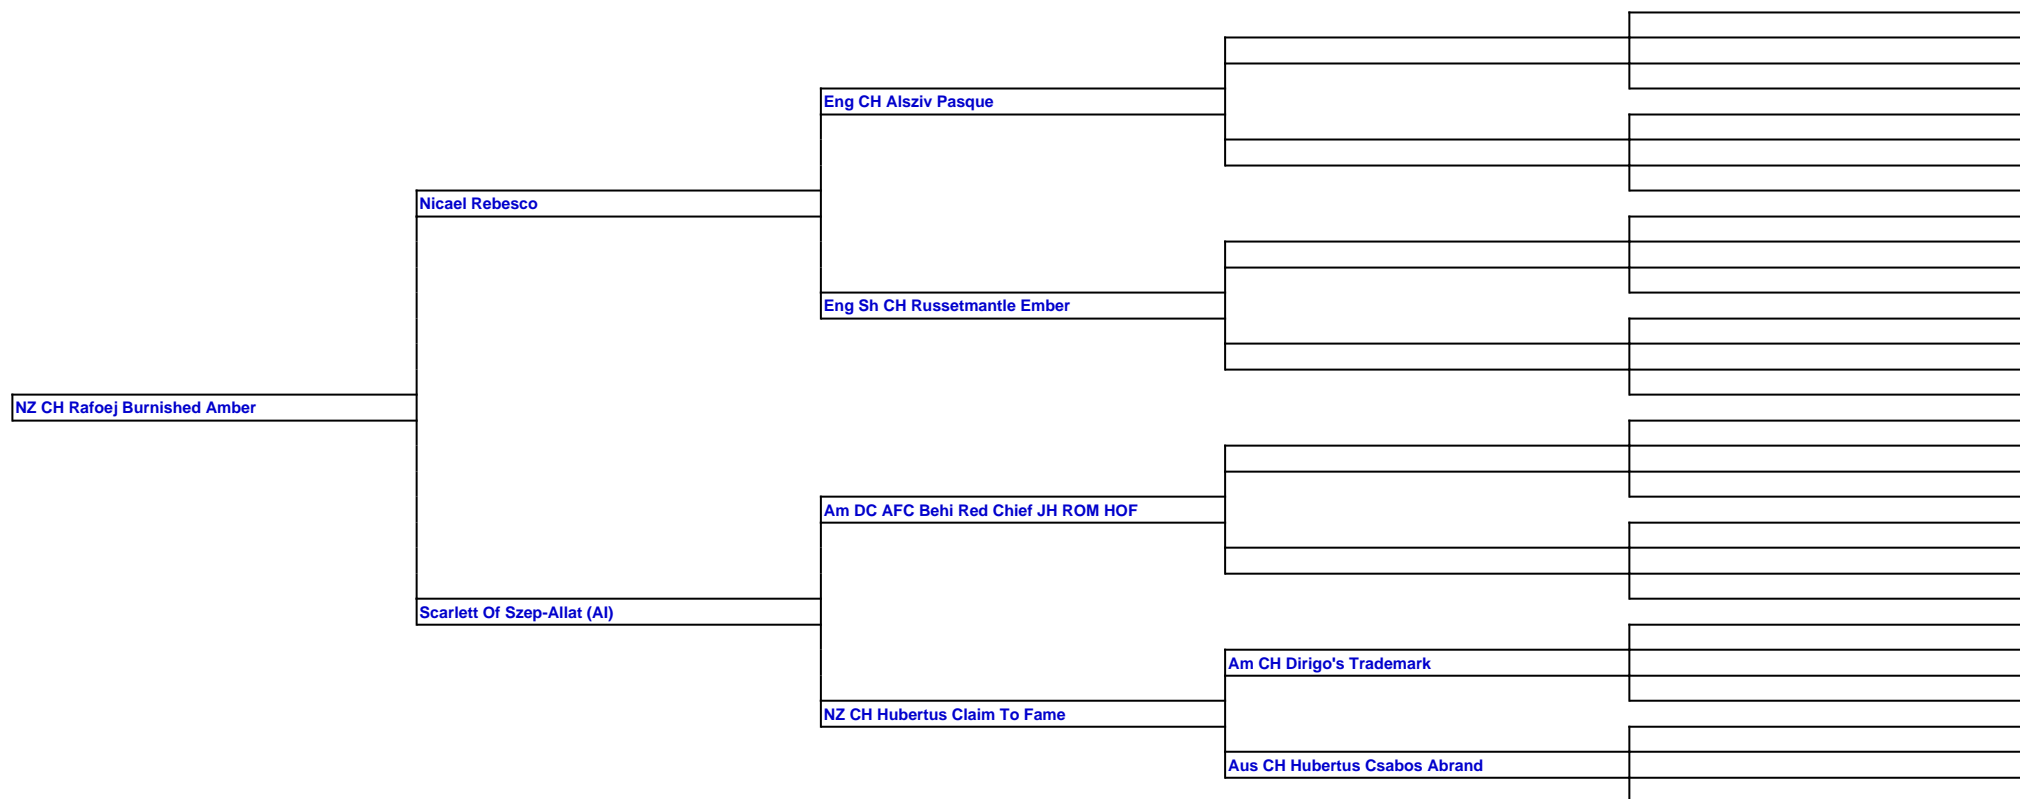 Eng CH Alsziv Pasque
Nicael Rebesco
Eng Sh CH Russetmantle Ember
NZ CH Rafoej Burnished Amber
Am DC AFC Behi Red Chief JH ROM HOF
Scarlett Of Szep-Allat (AI)
Am CH Dirigo's Trademark
NZ CH Hubertus Claim To Fame
Aus CH Hubertus Csabos Abrand